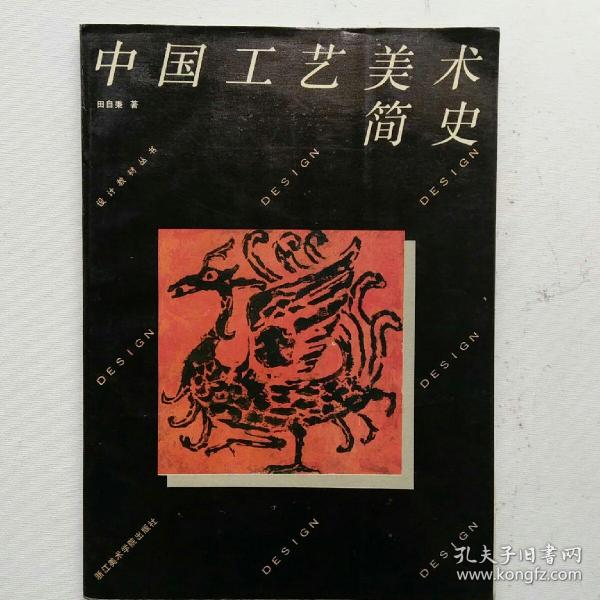 中国工艺美术
简史
田自秉 著
设计教材丛书
DESIGN
DESIGN
DESIGN
DESIGN
DESIGN
DESIGN
浙江美术学院出版社
孔夫子旧书网
www.kongfz.com